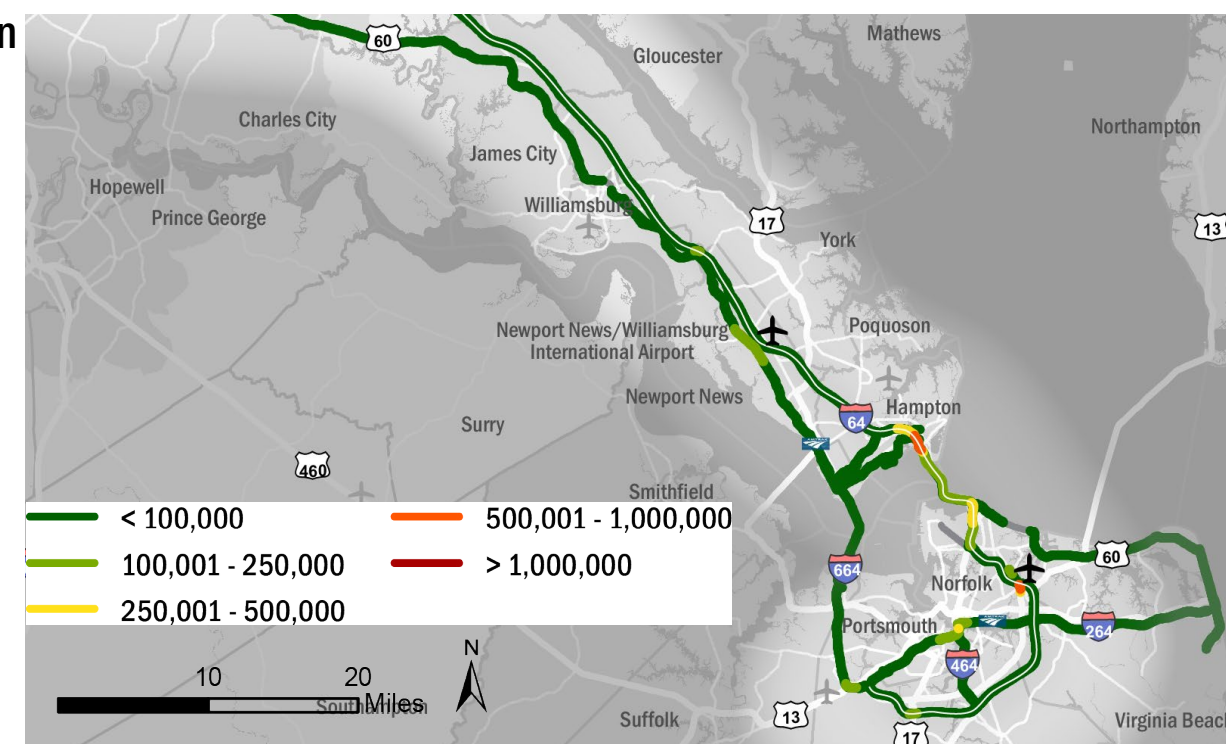 n
60
Mathews
Gloucester
Charles City
Northampton
James City
Hopewell
Prince George
Williamsburg
17
13
York
Newport News/Williamsburg
International Airport
Poquoson
Newport News
Hampton
64
Surry
460
Smithfield
< 100,000
500,001 - 1,000,000
100,001 - 250,000
> 1,000,000
250,001 - 500,000
60
664
Norfolk
Portsmouth
264
464
N
10
20
Miles
Southampton
Suffolk
13
17
Virginia Beac